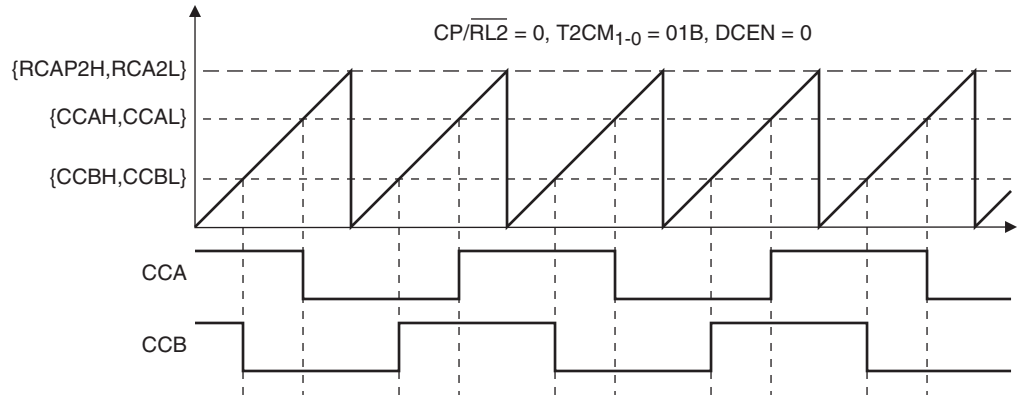 CP/RL2 = 0, T2CM1-0 = 01B, DCEN = 0
{RCAP2H,RCA2L}
{CCAH,CCAL}
{CCBH,CCBL}
CCA
CCB